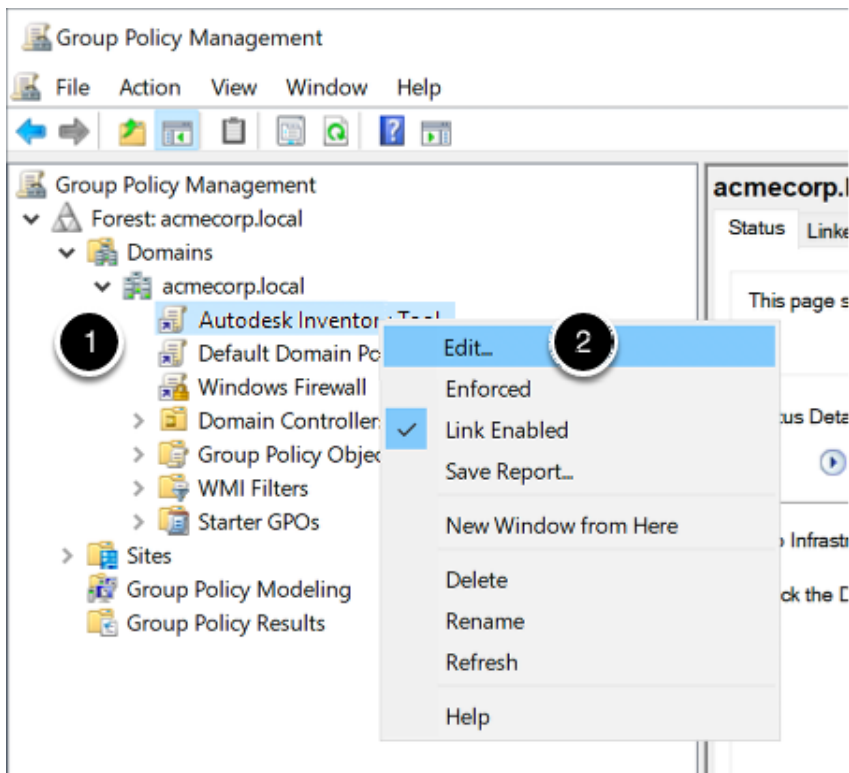 Group Policy Management
File Action View Window Help
Group Policy Management
Forest: acmecorp.local
Domains
acmecorp.local
Autodesk Inventory Tool
Default Domain Po
Windows Firewall
Domain Controller
Group Policy Objec
WMI Filters
Starter GPOs
Sites
Group Policy Modeling
Group Policy Results
1
Edit...
2
Enforced
Link Enabled
Save Report...
New Window from Here
Delete
Rename
Refresh
Help
acmecorp.l
Status Linke
This page s
us Deta
Infrastr
ck the D